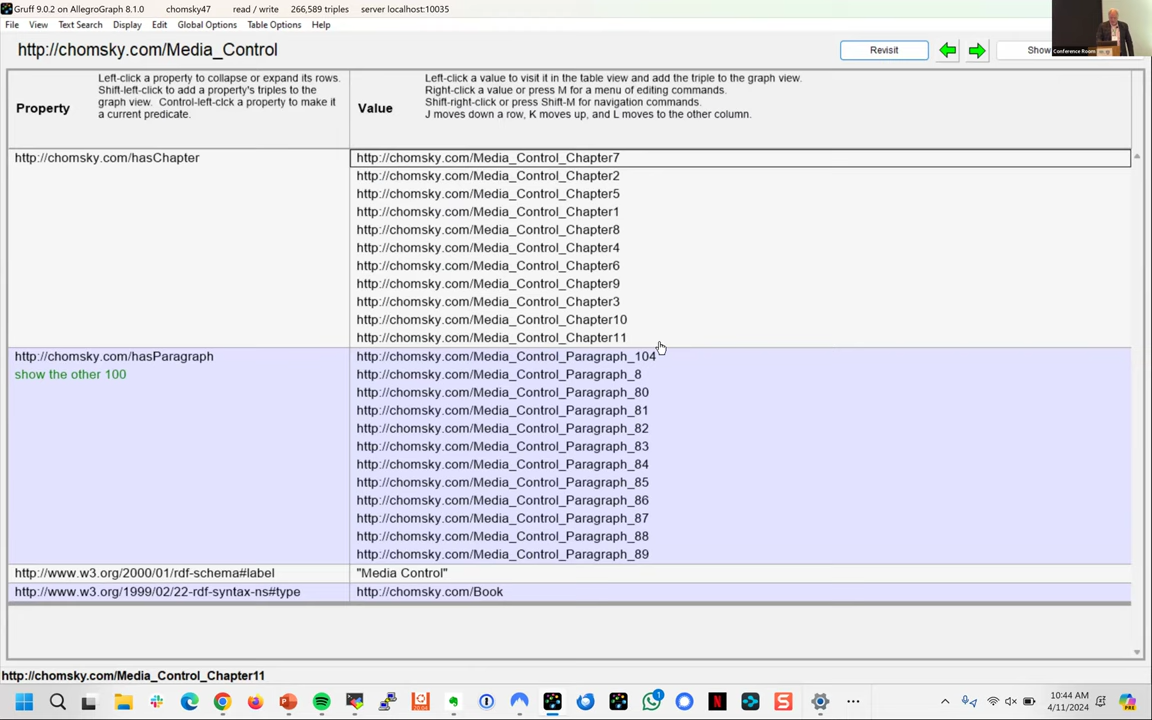 Gruff 9.0.2 on AllegroGraph 8.1.0 chomsky47 read / write 266,589 triples server localhost:10035
File View Text Search Display Edit Global Options Table Options Help
http://chomsky.com/Media_Control
Revisit
Show
Conference Room
Property
Left-click a property to collapse or expand its rows.
Shift-left-click to add a property's triples to the
graph view. Control-left-click a property to make it
a current predicate.
Value
Left-click a value to visit it in the table view and add the triple to the graph view.
Right-click a value or press M for a menu of editing commands.
Shift-right-click or press Shift-M for navigation commands.
J moves down a row, K moves up, and L moves to the other column.
http://chomsky.com/hasChapter
http://chomsky.com/Media_Control_Chapter7
http://chomsky.com/Media_Control_Chapter2
http://chomsky.com/Media_Control_Chapter5
http://chomsky.com/Media_Control_Chapter1
http://chomsky.com/Media_Control_Chapter8
http://chomsky.com/Media_Control_Chapter4
http://chomsky.com/Media_Control_Chapter6
http://chomsky.com/Media_Control_Chapter9
http://chomsky.com/Media_Control_Chapter3
http://chomsky.com/Media_Control_Chapter10
http://chomsky.com/Media_Control_Chapter11
http://chomsky.com/hasParagraph
show the other 100
http://chomsky.com/Media_Control_Paragraph_104
http://chomsky.com/Media_Control_Paragraph_8
http://chomsky.com/Media_Control_Paragraph_80
http://chomsky.com/Media_Control_Paragraph_81
http://chomsky.com/Media_Control_Paragraph_82
http://chomsky.com/Media_Control_Paragraph_83
http://chomsky.com/Media_Control_Paragraph_84
http://chomsky.com/Media_Control_Paragraph_85
http://chomsky.com/Media_Control_Paragraph_86
http://chomsky.com/Media_Control_Paragraph_87
http://chomsky.com/Media_Control_Paragraph_88
http://chomsky.com/Media_Control_Paragraph_89
http://www.w3.org/2000/01/rdf-schema#label "Media Control"
http://www.w3.org/1999/02/22-rdf-syntax-ns#type http://chomsky.com/Book
http://chomsky.com/Media_Control_Chapter11
10:44 AM
4/11/2024